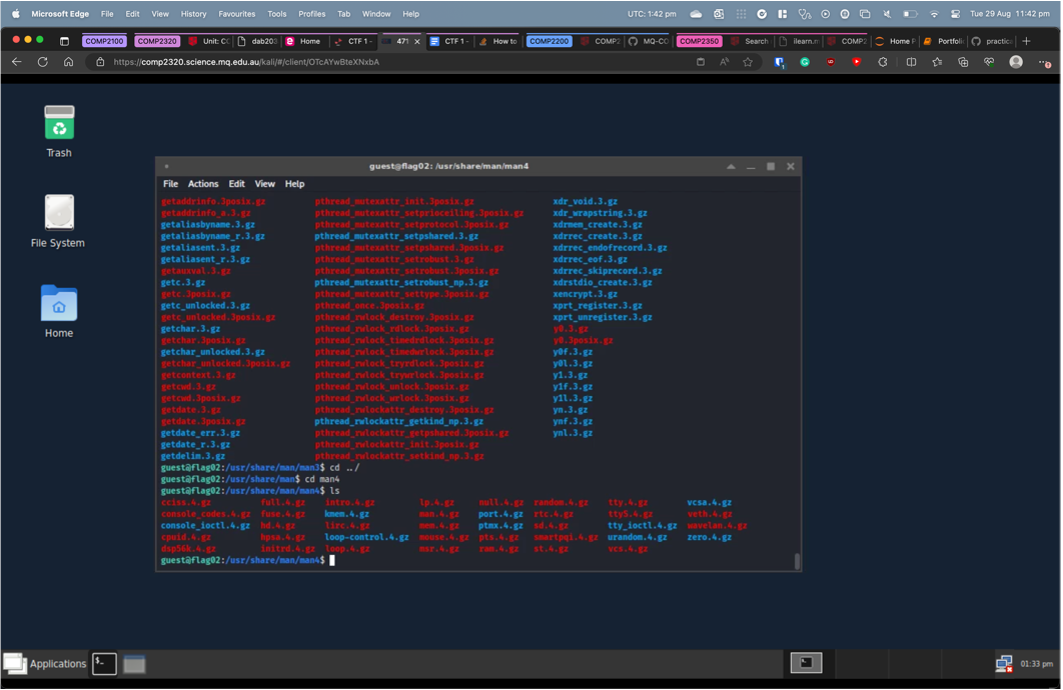 Microsoft Edge File Edit View History Favourites Tools Profiles Tab Window Help UTC: 1:42 pm Tue 29 Aug 11:42 pm
COMP2100 COMP2320 Unit: CC dab203 Home CTF 1 - 471 CTF 1 - How to COMP2200 COMP2 MQ-CO COMP2350 Search ilearn.m COMP2 Home P Portfoli practic
https://comp2320.science.mq.edu.au/kali/#/client/OTcAYwBteXNxbA
Trash
File System
Home
guest@flag02: /usr/share/man/man4
File Actions Edit View Help
getaddrinfo.3posix.gz pthread_mutexattr_init.3posix.gz xdr_void.3.gz
getaddrinfo_a.3.gz pthread_mutexattr_setprioceiling.3posix.gz xdr_wrapstring.3.gz
getaliasbyname.3.gz pthread_mutexattr_setprotocol.3posix.gz xdrmem_create.3.gz
getaliasbyname_r.3.gz pthread_mutexattr_setpshared.3.gz xdrrec_create.3.gz
getaliasent.3.gz pthread_mutexattr_setpshared.3posix.gz xdrrec_endofrecord.3.gz
getaliasent_r.3.gz pthread_mutexattr_setrobust.3.gz xdrrec_eof.3.gz
getauxval.3.gz pthread_mutexattr_setrobust.3posix.gz xdrrec_skiprecord.3.gz
getc.3.gz pthread_mutexattr_setrobust_np.3.gz xdrstdio_create.3.gz
getc.3posix.gz pthread_mutexattr_settype.3posix.gz xencrypt.3.gz
getc_unlocked.3.gz pthread_once.3posix.gz xprt_register.3.gz
getc_unlocked.3posix.gz pthread_rwlock_destroy.3posix.gz xprt_unregister.3.gz
getchar.3.gz pthread_rwlock_rdlock.3posix.gz y0.3.gz
getchar.3posix.gz pthread_rwlock_timedrdlock.3posix.gz y0.3posix.gz
getchar_unlocked.3.gz pthread_rwlock_timedwrlock.3posix.gz y0f.3.gz
getchar_unlocked.3posix.gz pthread_rwlock_tryrdlock.3posix.gz y0l.3.gz
getcontext.3.gz pthread_rwlock_trywrlock.3posix.gz y1.3.gz
getcwd.3.gz pthread_rwlock_unlock.3posix.gz y1f.3.gz
getcwd.3posix.gz pthread_rwlock_wrlock.3posix.gz y1l.3.gz
getdate.3.gz pthread_rwlockattr_destroy.3posix.gz yn.3.gz
getdate.3posix.gz pthread_rwlockattr_getkind_np.3.gz ynf.3.gz
getdate_err.3.gz pthread_rwlockattr_getpshared.3posix.gz ynl.3.gz
getdate_r.3.gz pthread_rwlockattr_init.3posix.gz
getdelim.3.gz pthread_rwlockattr_setkind_np.3.gz
guest@flag02:/usr/share/man/man3$ cd ../
guest@flag02:/usr/share/man$ cd man4
guest@flag02:/usr/share/man/man4$ ls
cciss.4.gz full.4.gz intro.4.gz lp.4.gz null.4.gz random.4.gz tty.4.gz vcsa.4.gz
console_codes.4.gz fuse.4.gz kmem.4.gz mam.4.gz port.4.gz rtc.4.gz ttyS.4.gz veth.4.gz
console_ioctl.4.gz hd.4.gz lirc.4.gz mem.4.gz ptmx.4.gz sd.4.gz tty_ioctl.4.gz wavelan.4.gz
cpuid.4.gz hpsa.4.gz loop-control.4.gz mouse.4.gz pts.4.gz smartpqi.4.gz urandom.4.gz zero.4.gz
dsp56k.4.gz initrd.4.gz loop.4.gz msr.4.gz ram.4.gz st.4.gz vcs.4.gz
guest@flag02:/usr/share/man/man4$
Applications 01:33 pm